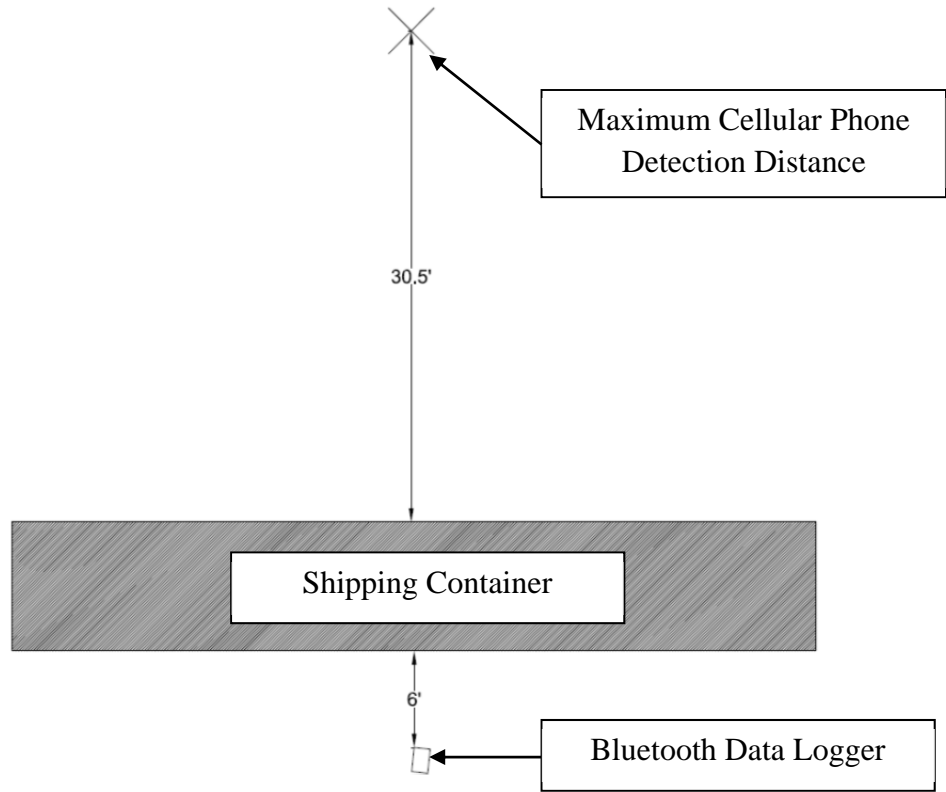 Maximum Cellular Phone
Detection Distance
30.5'
Shipping Container
6'
Bluetooth Data Logger